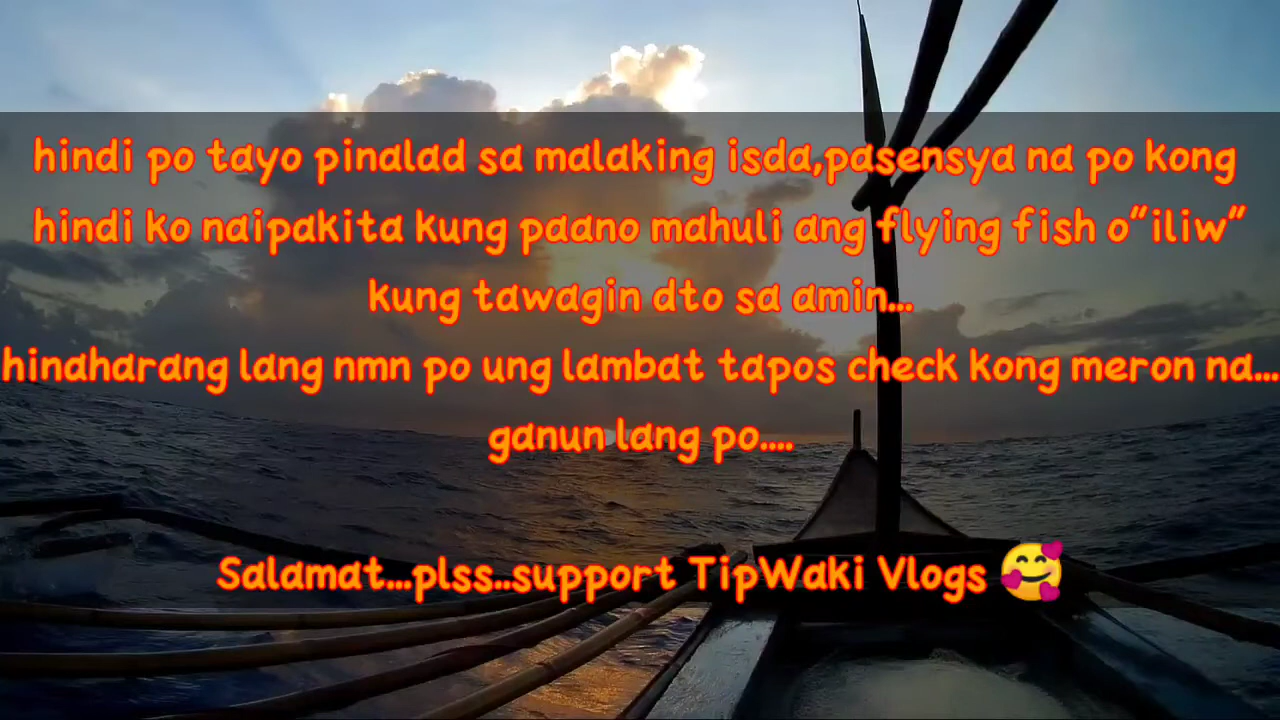 hindi po tayo pinalad sa malaking isda,pasensya na po kong
hindi ko naipakita kung paano mahuli ang flying fish o"iliw"
kung tawagin dto sa amin...
hinaharang lang nmn po ung lambat tapos check kong meron na...
ganun lang po....
Salamat...plss..support TipWaki Vlogs 🥰